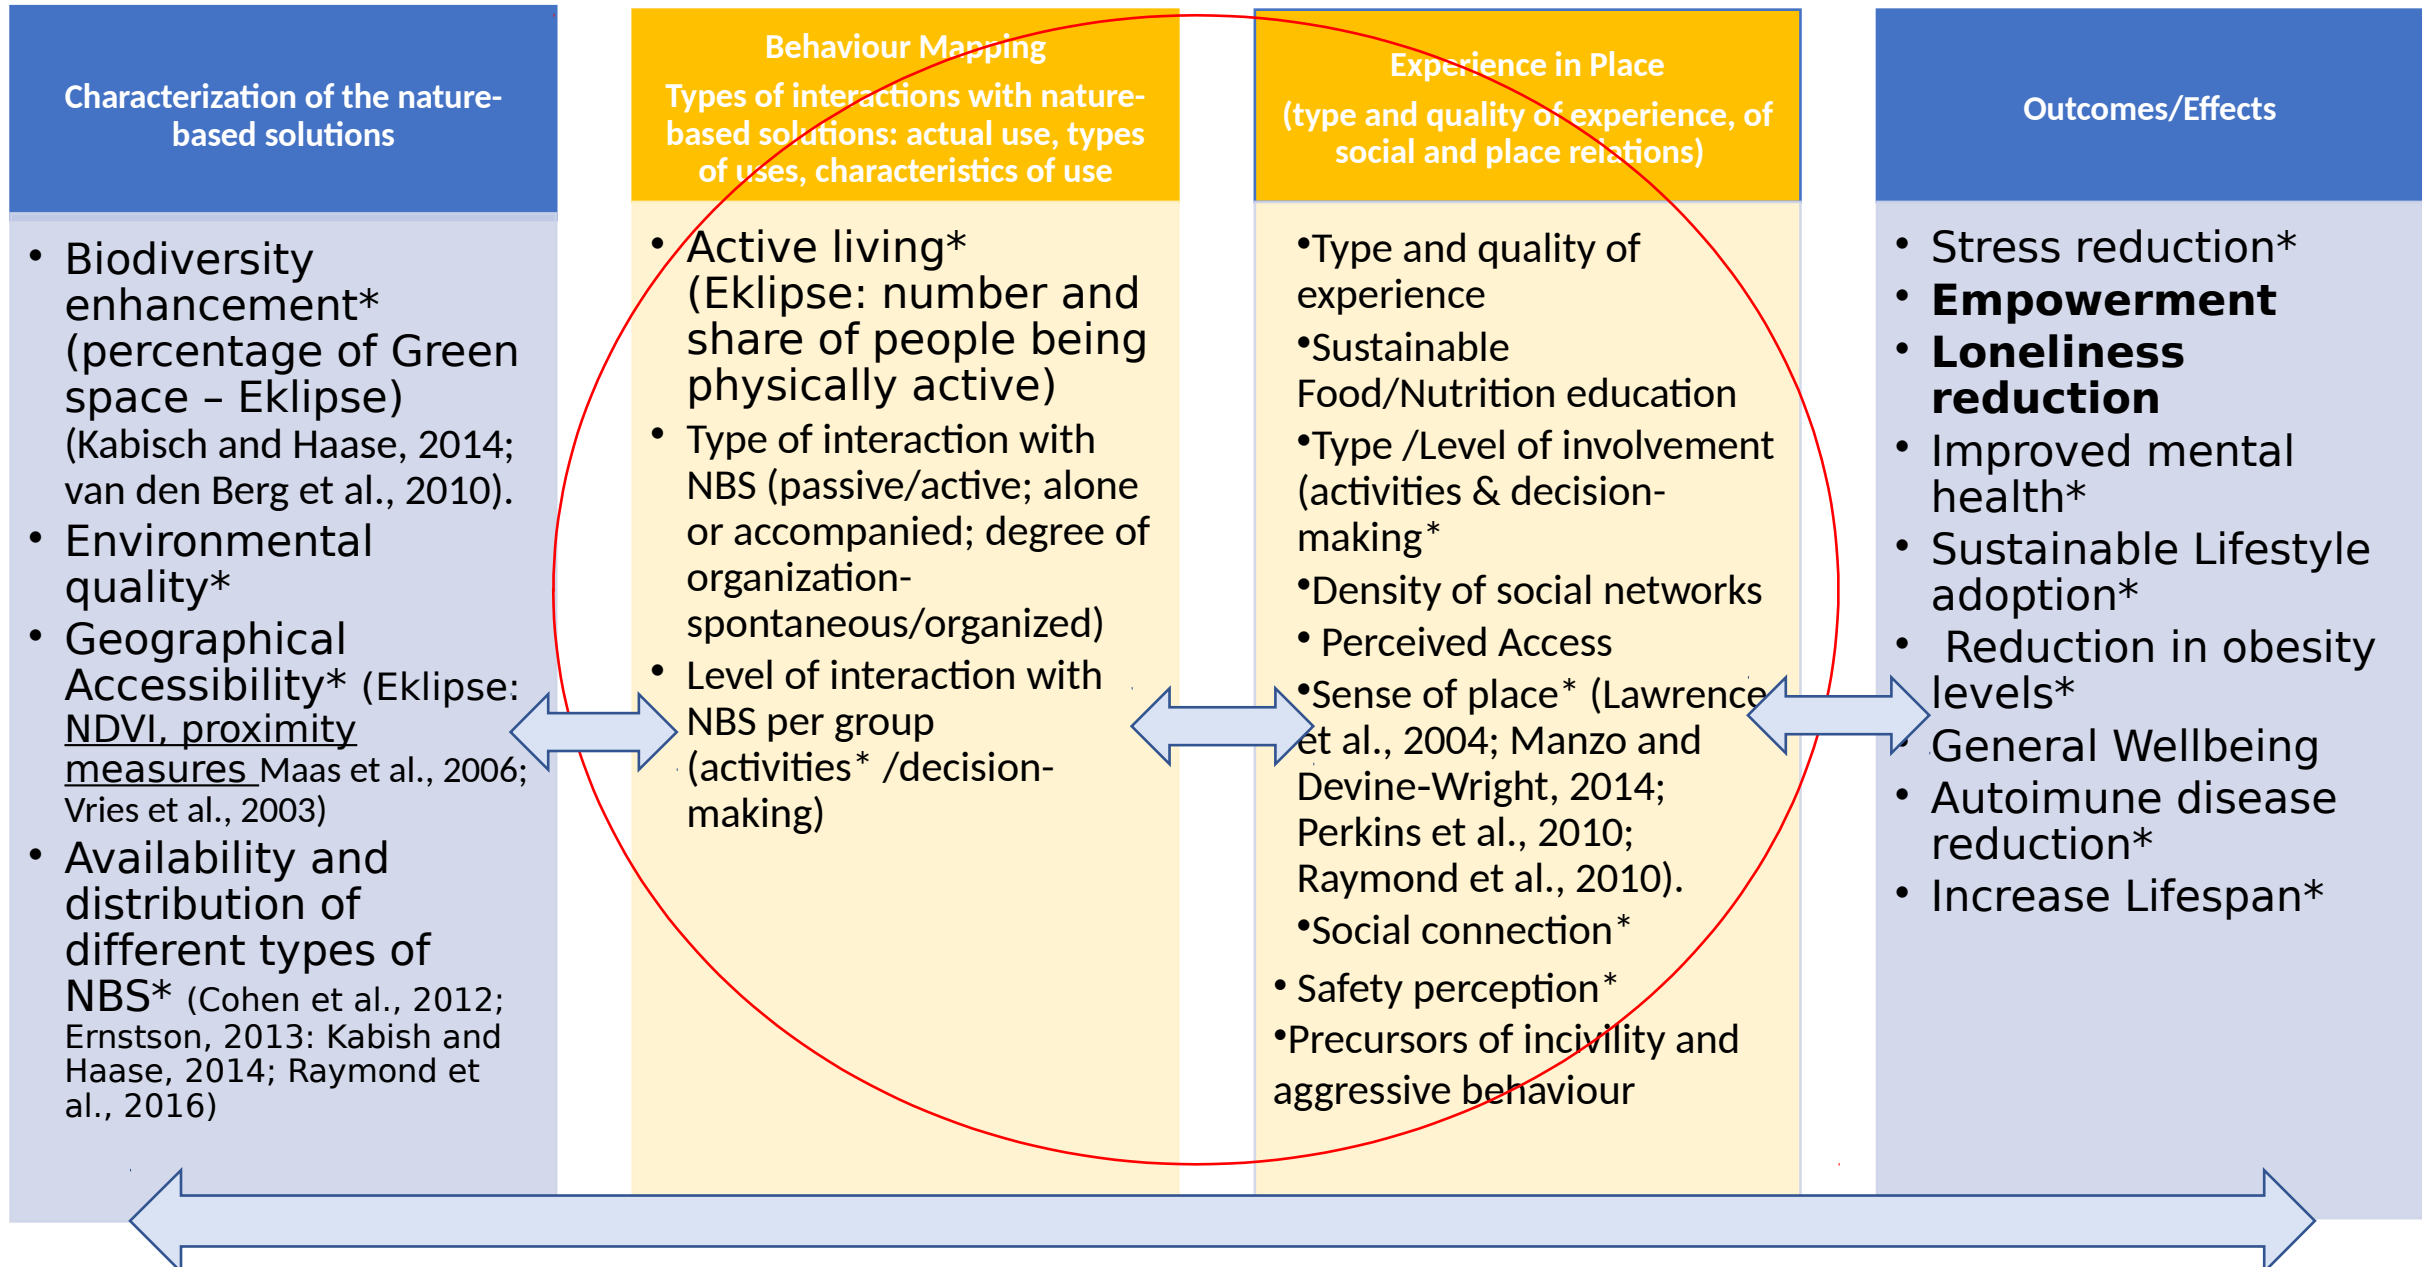 Characterization of the nature-
based solutions
• Biodiversity
enhancement*
(percentage of Green
space – Eklipse)
(Kabisch and Haase, 2014;
van den Berg et al., 2010).
• Environmental
quality*
• Geographical
Accessibility* (Eklipse:
NDVI, proximity
measures Maas et al., 2006;
Vries et al., 2003)
• Availability and
distribution of
different types of
NBS* (Cohen et al., 2012;
Ernstson, 2013: Kabish and
Haase, 2014; Raymond et
al., 2016)
Behaviour Mapping
Types of interactions with nature-
based solutions: actual use, types
of uses, characteristics of use
• Active living*
(Eklipse: number and
share of people being
physically active)
• Type of interaction with
NBS (passive/active; alone
or accompanied; degree of
organization-
spontaneous/organized)
• Level of interaction with
NBS per group
(activities* /decision-
making)
Experience in Place
(type and quality of experience, of
social and place relations)
•Type and quality of
experience
•Sustainable
Food/Nutrition education
•Type /Level of involvement
(activities & decision-
making*
•Density of social networks
• Perceived Access
•Sense of place* (Lawrence
et al., 2004; Manzo and
Devine-Wright, 2014;
Perkins et al., 2010;
Raymond et al., 2010).
•Social connection*
• Safety perception*
•Precursors of incivility and
aggressive behaviour
Outcomes/Effects
• Stress reduction*
• Empowerment
• Loneliness
reduction
• Improved mental
health*
• Sustainable Lifestyle
adoption*
• Reduction in obesity
levels*
• General Wellbeing
• Autoimune disease
reduction*
• Increase Lifespan*